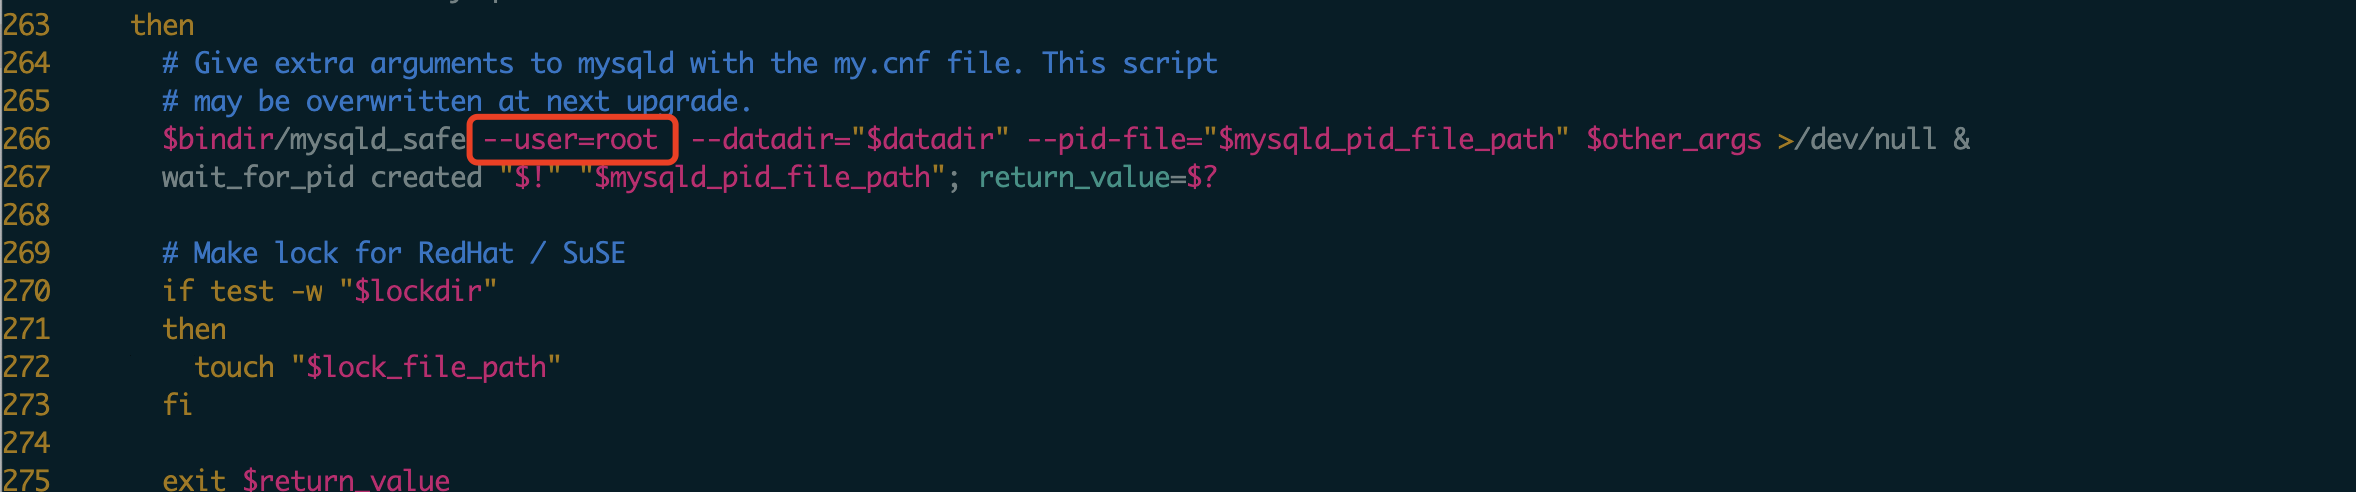 263 then
264 # Give extra arguments to mysqld with the my.cnf file. This script
265 # may be overwritten at next upgrade.
266 $bindir/mysqld_safe --user=root --datadir="$datadir" --pid-file="$mysqld_pid_file_path" $other_args >/dev/null &
267 wait_for_pid created "$!" "$mysqld_pid_file_path"; return_value=$?
268
269 # Make lock for RedHat / SuSE
270 if test -w "$lockdir"
271 then
272 touch "$lock_file_path"
273 fi
274
275 exit $return_value